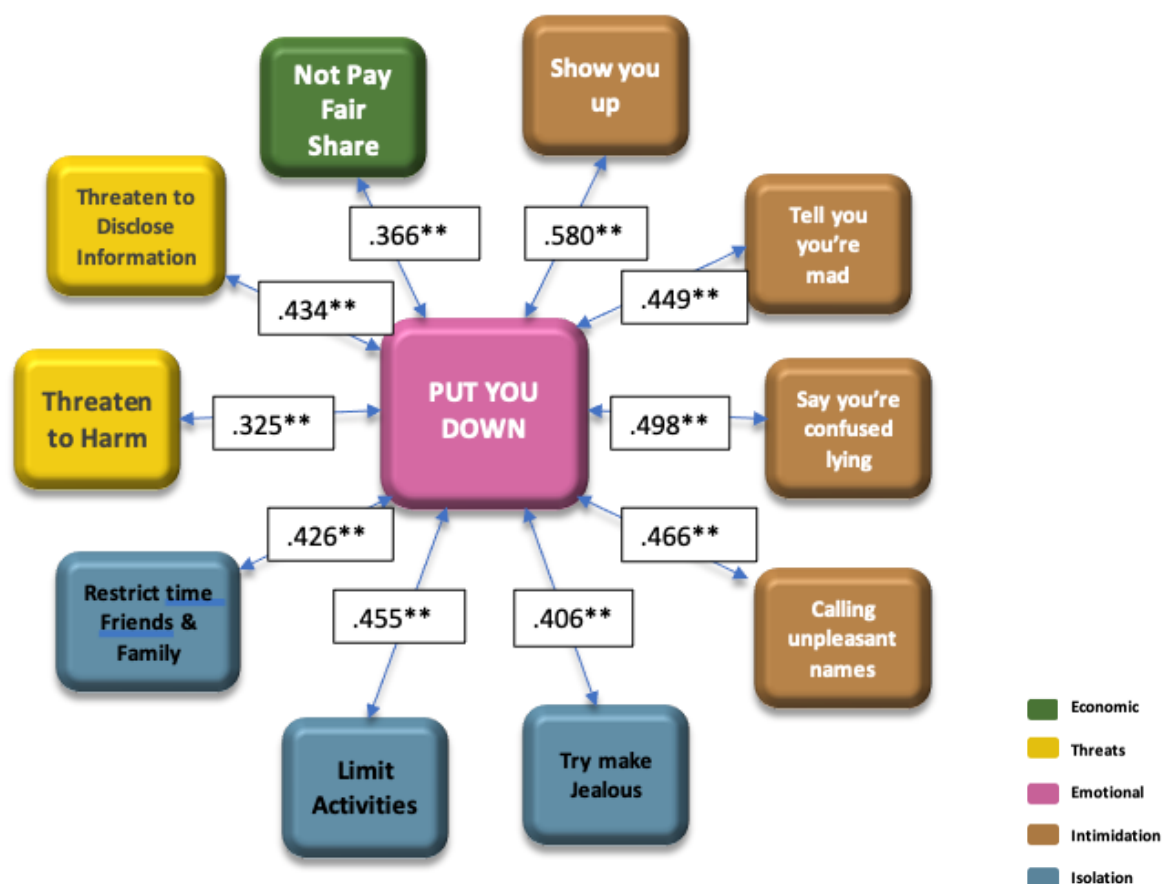 Not Pay
Fair
Share
Show you
up
Threaten to
Disclose
Information
Tell you
you're
mad
.366**
.580**
.434**
.449**
Threaten
to Harm
.325**
PUT YOU
DOWN
.498**
Say you're
confused
lying
.426**
.466**
Restrict time
Friends &
Family
.455**
.406**
Calling
unpleasant
names
Limit
Activities
Try make
Jealous
Economic
Threats
Emotional
Intimidation
Isolation